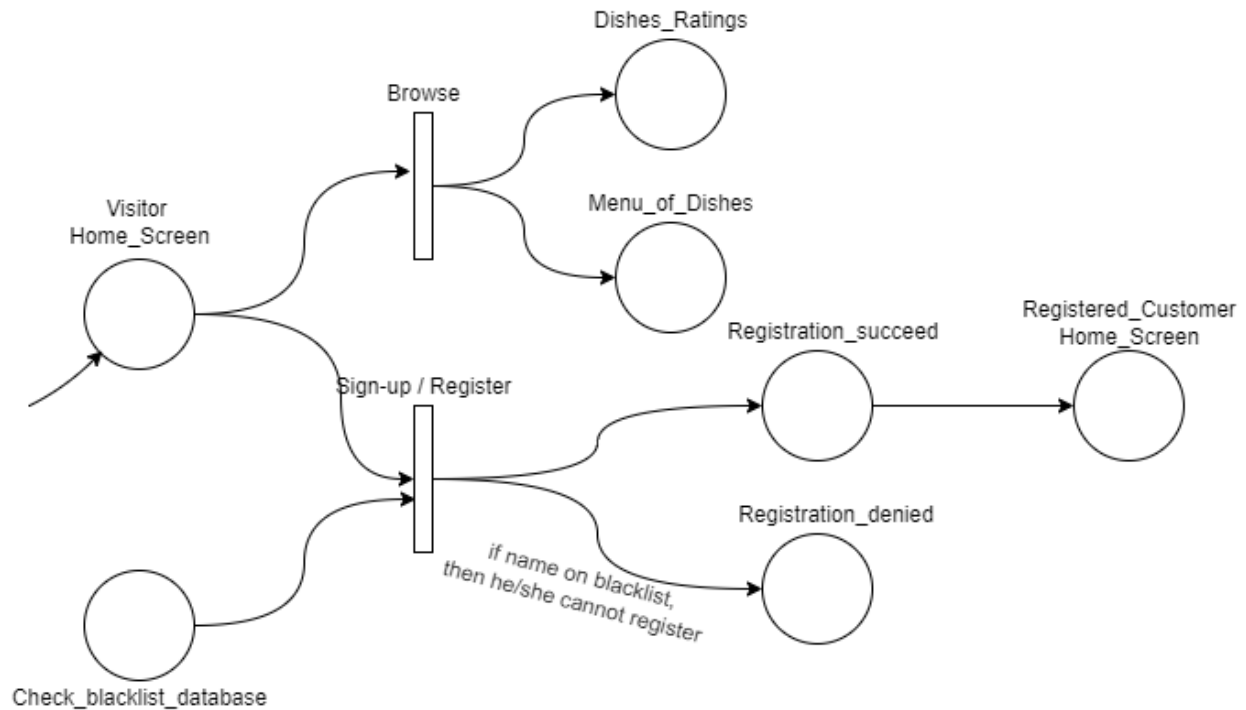 Dishes_Ratings
Browse
Menu_of_Dishes
Visitor
Home_Screen
Registered_Customer
Home_Screen
Registration_succeed
Sign-up / Register
Registration_denied
if name on blacklist,
then he/she cannot register
Check_blacklist_database